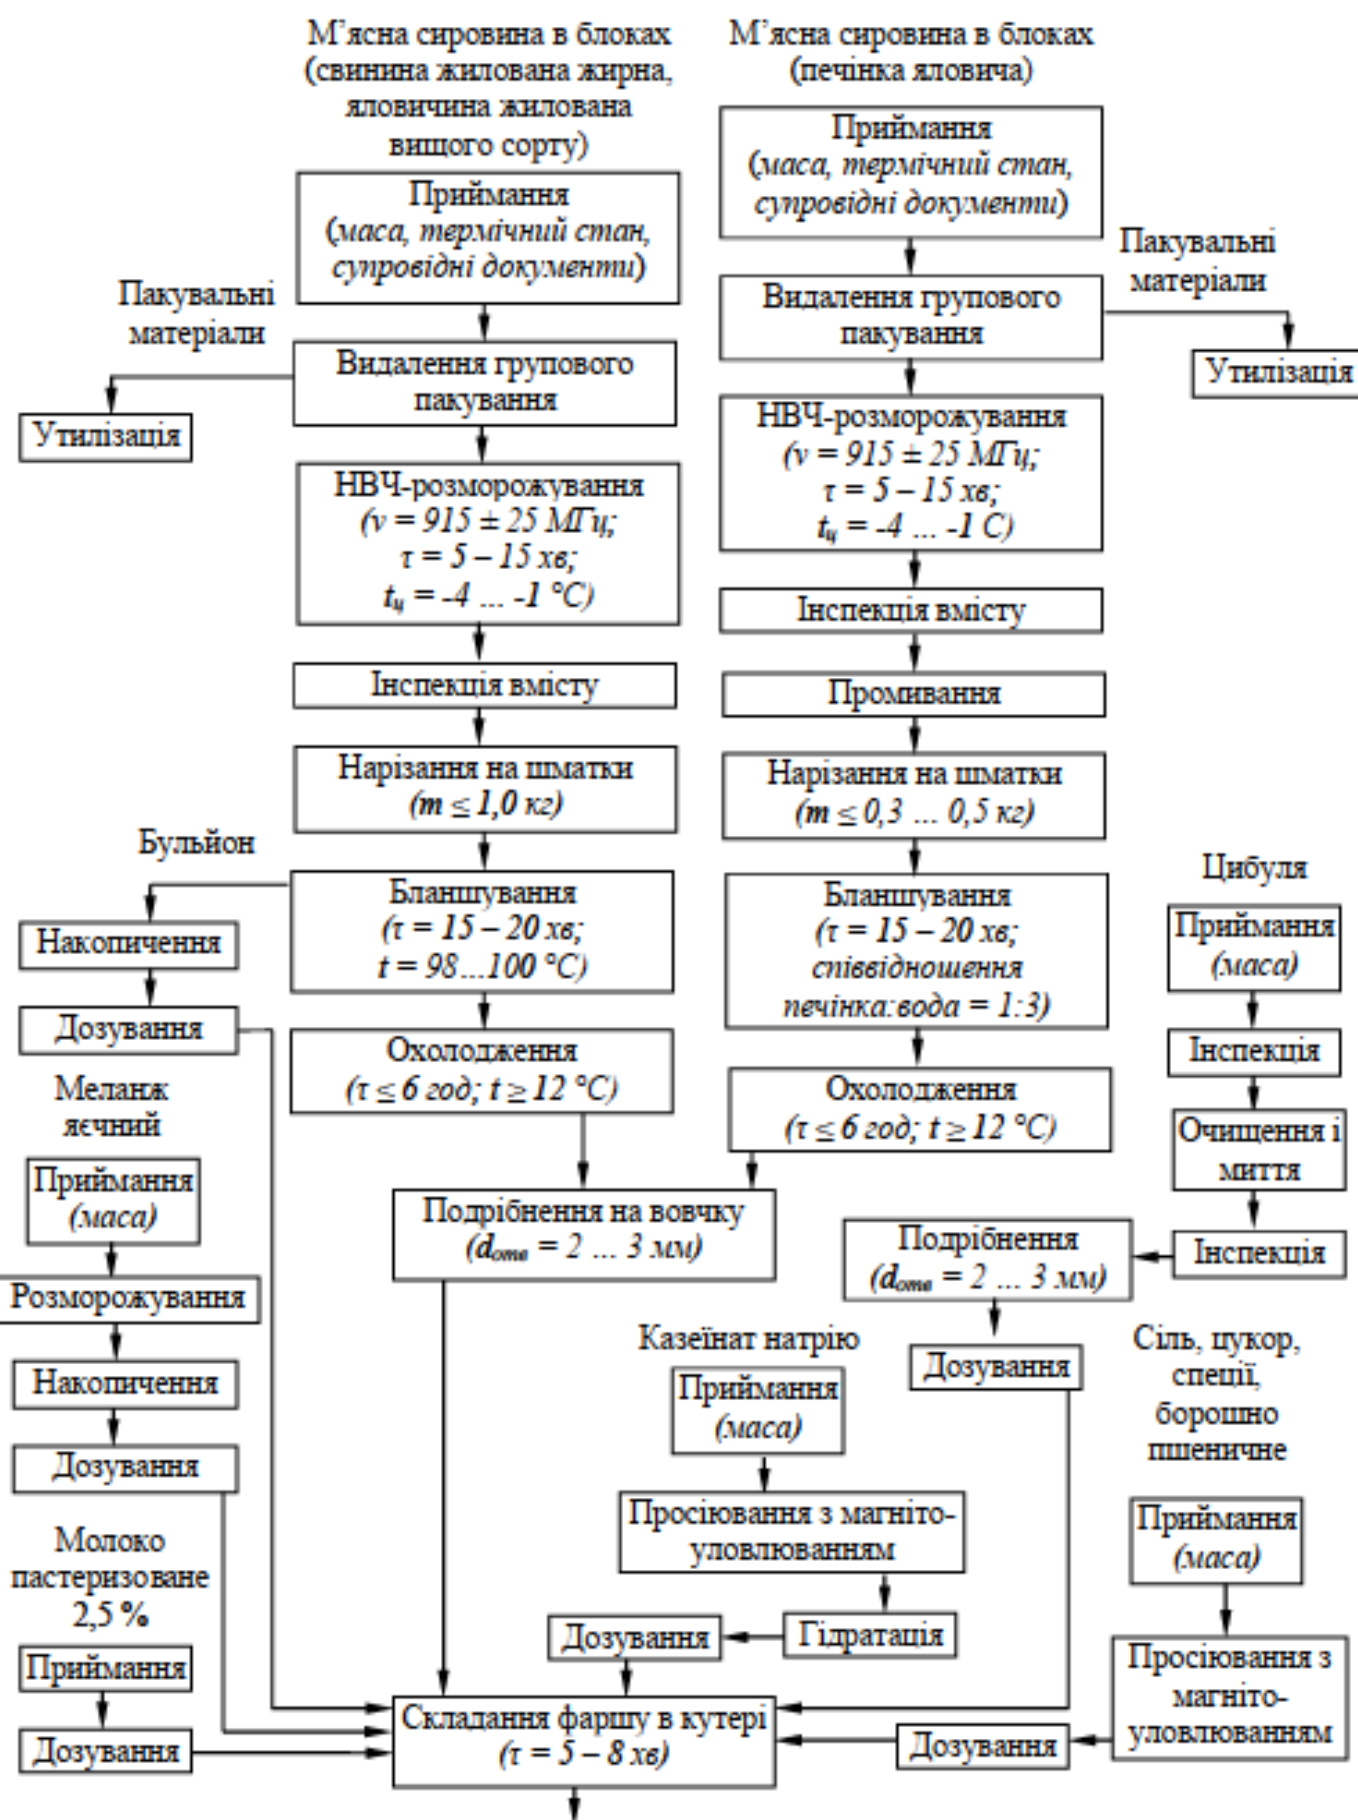 М’ясна сировина в блоках
(свинина жилована жирна,
яловичина жилована
вищого сорту)
Приймання
(маса, термічний стан,
супровідні документи)
Пакувальні
матеріали
Видалення групового
пакування
Утилізація
НВЧ-розморожування
(ν = 915 ± 25 МГц;
τ = 5 – 15 хв;
tц = -4 ... -1 °С)
Інспекція вмісту
Нарізання на шматки
(m ≤ 1,0 кг)
Бульйон
Бланшування
(τ = 15 – 20 хв;
t = 98...100 °С)
Накопичення
Дозування
Охолодження
(τ ≤ 6 год; t ≥ 12 °С)
М’ясна сировина в блоках
(печінка яловича)
Приймання
(маса, термічний стан,
супровідні документи)
Пакувальні
матеріали
Видалення групового
пакування
Утилізація
НВЧ-розморожування
(ν = 915 ± 25 МГц;
τ = 5 – 15 хв;
tц = -4 ... -1 С)
Інспекція вмісту
Промивання
Нарізання на шматки
(m ≤ 0,3 ... 0,5 кг)
Бланшування
(τ = 15 – 20 хв;
співвідношення
печінка:вода = 1:3)
Охолодження
(τ ≤ 6 год; t ≥ 12 °С)
Подрібнення на вовчку
(dотв = 2 ... 3 мм)
Цибуля
Приймання
(маса)
Інспекція
Очищення і
миття
Інспекція
Подрібнення
(dотв = 2 ... 3 мм)
Дозування
Меланж
яєчний
Приймання
(маса)
Розморожування
Накопичення
Дозування
Молоко
пастеризоване
2,5 %
Приймання
Дозування
Казеїнат натрію
Приймання
(маса)
Просіювання з магніто-
уловлюванням
Гідратація
Дозування
Сіль, цукор,
спеції,
борошно
пшеничне
Приймання
(маса)
Просіювання з
магніто-
уловлюванням
Дозування
Складання фаршу в кутері
(τ = 5 – 8 хв)